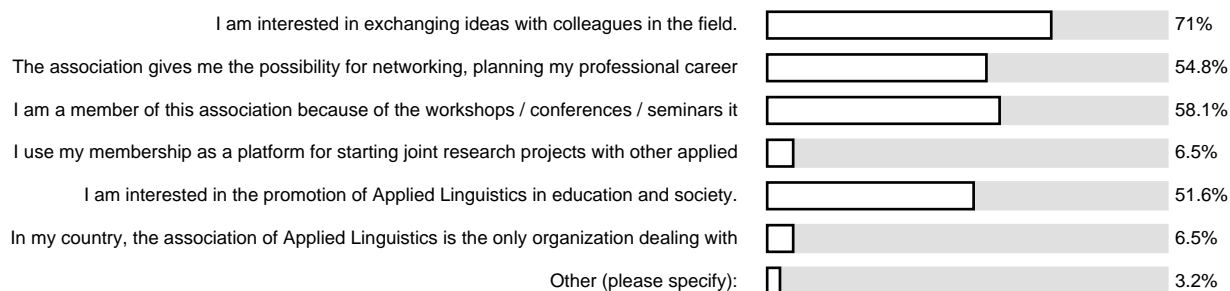 I am interested in exchanging ideas with colleagues in the field. 71%
The association gives me the possibility for networking, planning my professional career 54.8%
I am a member of this association because of the workshops / conferences / seminars it 58.1%
I use my membership as a platform for starting joint research projects with other applied 6.5%
I am interested in the promotion of Applied Linguistics in education and society. 51.6%
In my country, the association of Applied Linguistics is the only organization dealing with 6.5%
Other (please specify): 3.2%